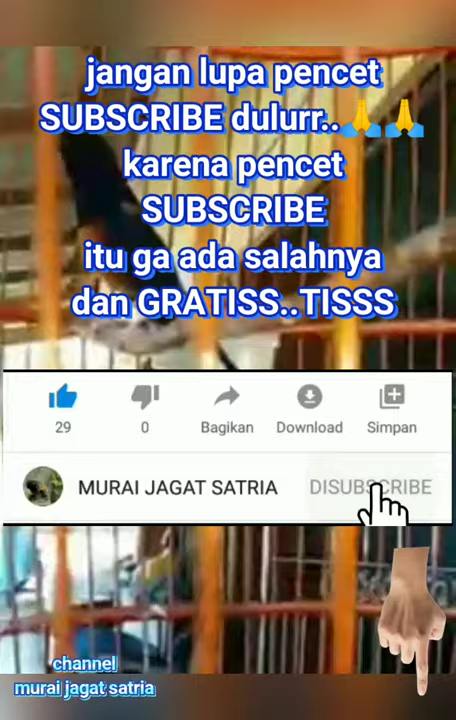 jangan lupa pencet
SUBSCRIBE dulurr..🙏🙏
karena pencet
SUBSCRIBE
itu ga ada salahnya
dan GRATISS..TISSS
29 0 Bagikan Download Simpan
MURAI JAGAT SATRIA DISUBSCRIBE
channel
murai jagat satria